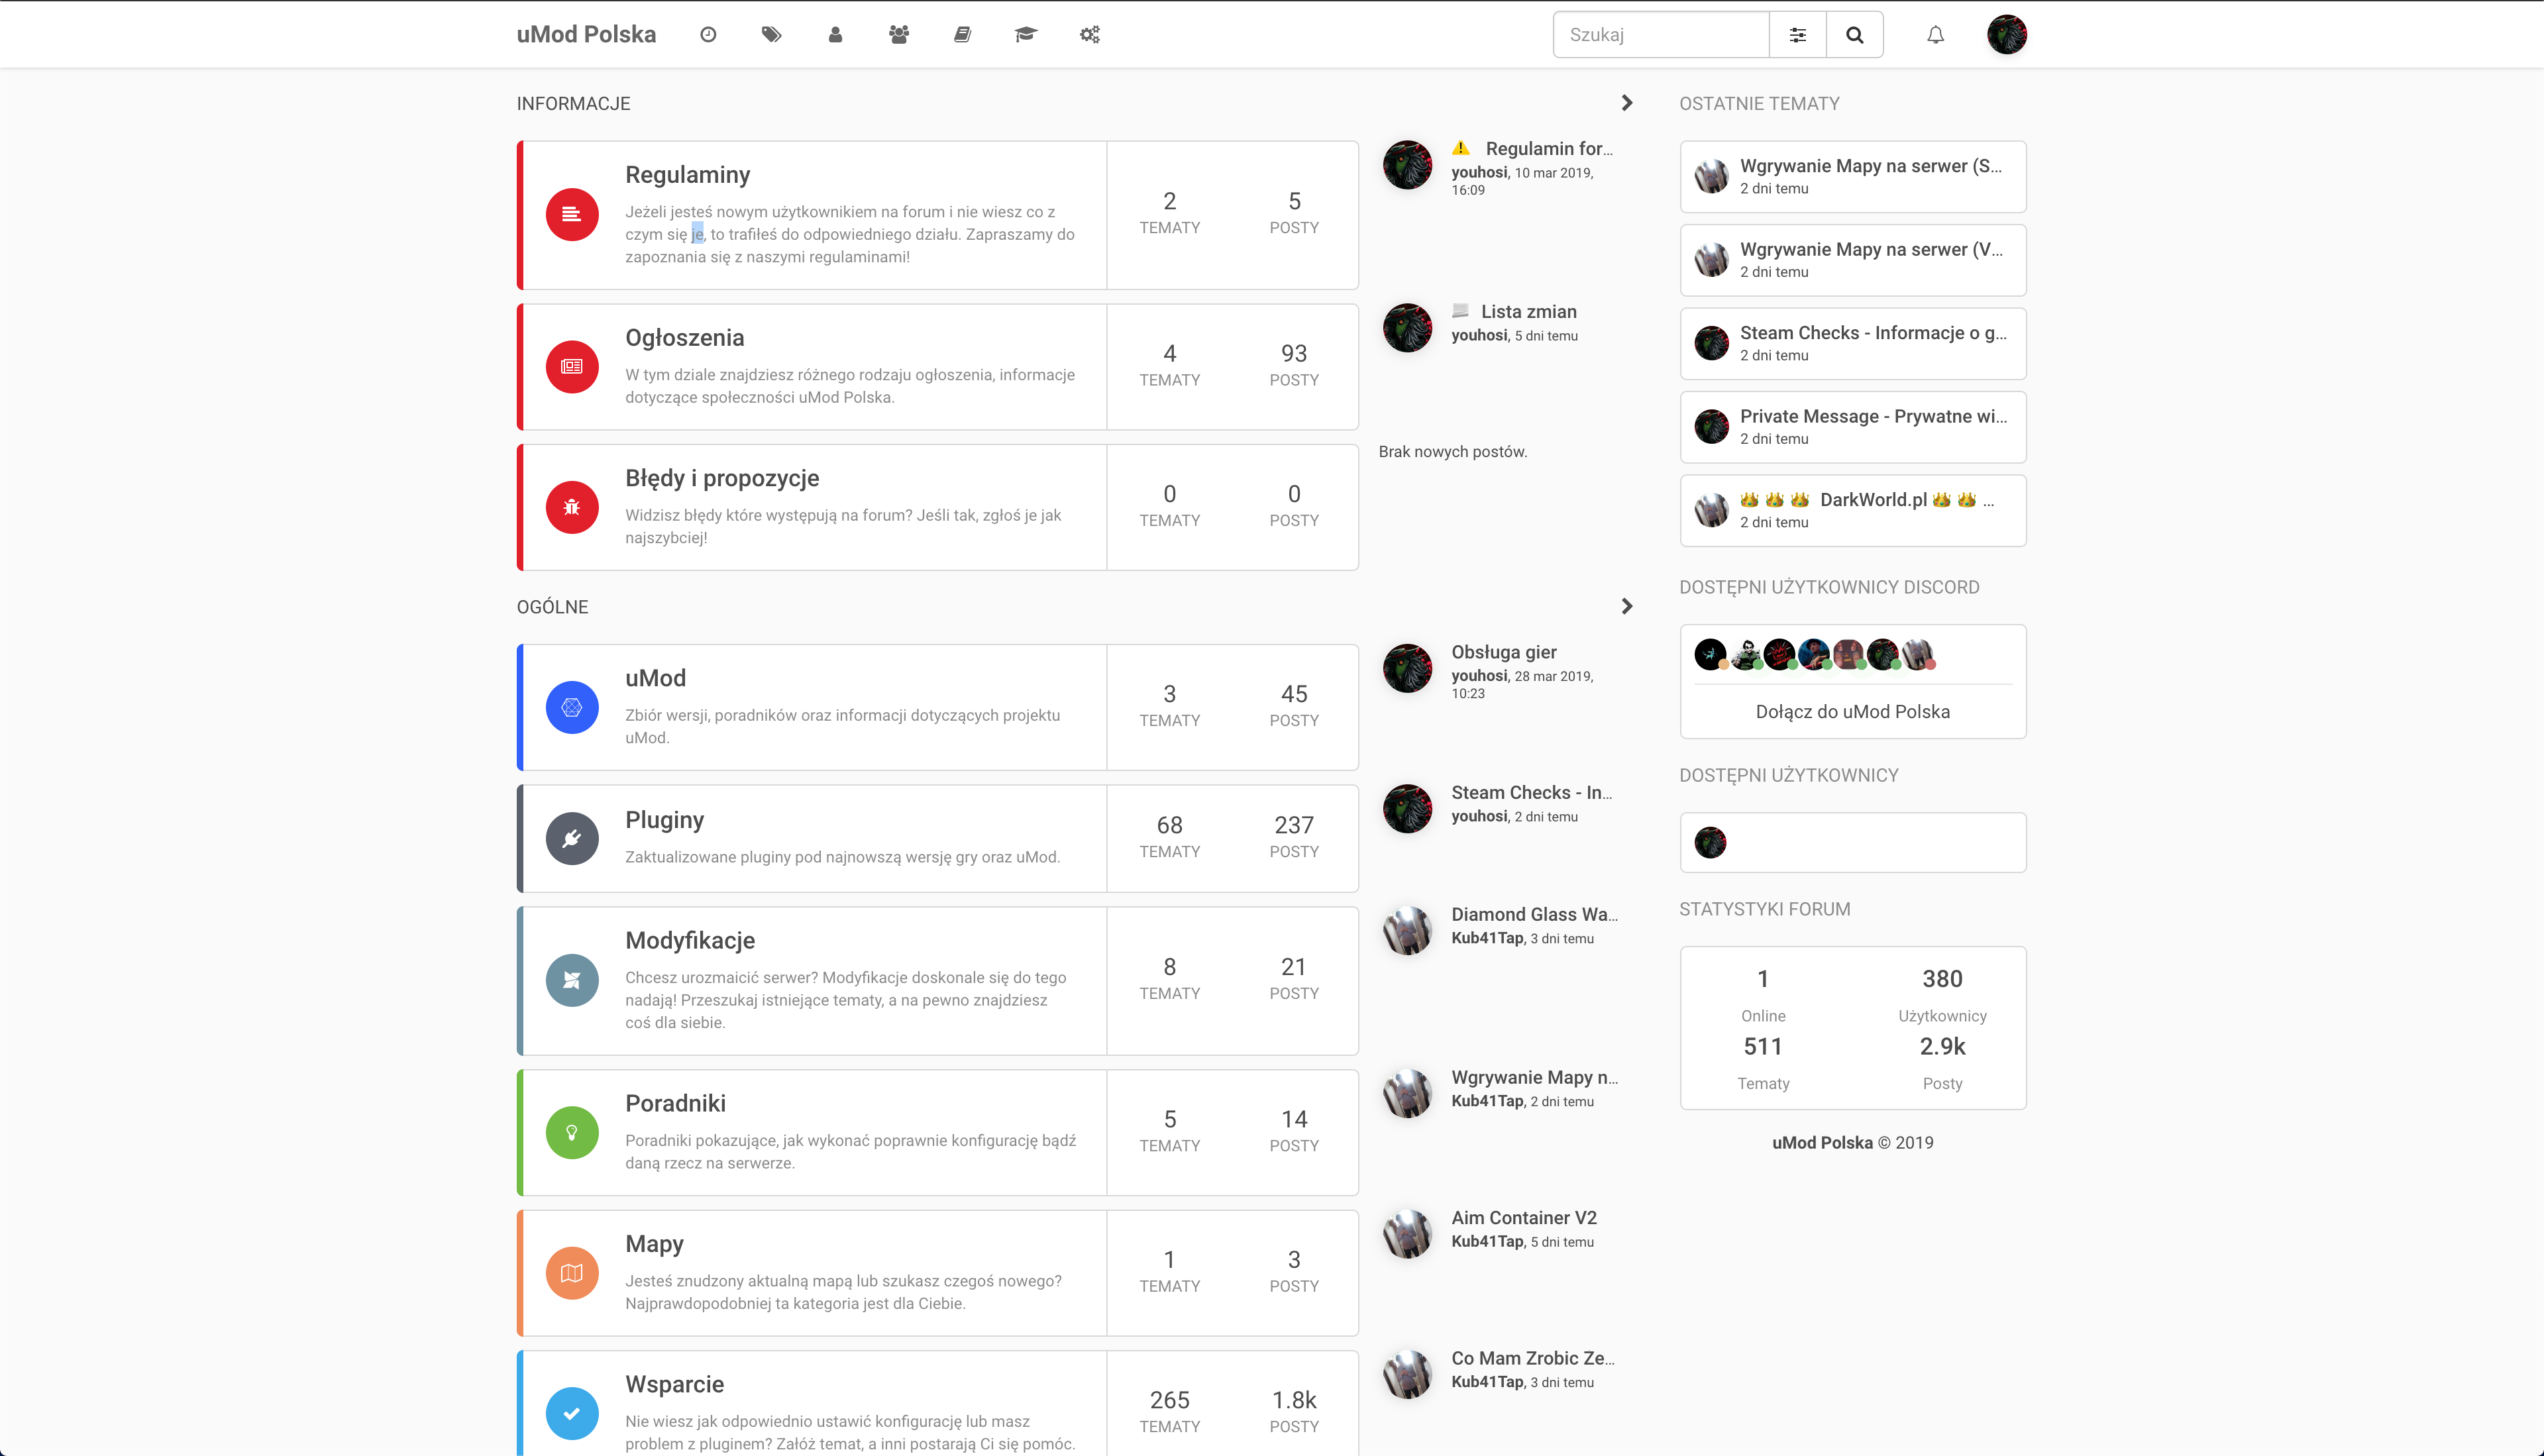 uMod Polska
Szukaj
INFORMACJE
Regulaminy
Jeżeli jesteś nowym użytkownikiem na forum i nie wiesz co z
czym się je, to trafiłeś do odpowiedniego działu. Zapraszamy do
zapoznania się z naszymi regulaminami!
2
TEMATY
5
POSTY
Regulamin for...
youhosi, 10 mar 2019,
16:09
Ogłoszenia
W tym dziale znajdziesz różnego rodzaju ogłoszenia, informacje
dotyczące społeczności uMod Polska.
4
TEMATY
93
POSTY
Lista zmian
youhosi, 5 dni temu
Błędy i propozycje
Widzisz błędy które występują na forum? Jeśli tak, zgłoś je jak
najszybciej!
0
TEMATY
0
POSTY
Brak nowych postów.
OGÓLNE
uMod
Zbiór wersji, poradników oraz informacji dotyczących projektu
uMod.
3
TEMATY
45
POSTY
Obsługa gier
youhosi, 28 mar 2019,
10:23
Pluginy
Zaktualizowane pluginy pod najnowszą wersję gry oraz uMod.
68
TEMATY
237
POSTY
Steam Checks - In...
youhosi, 2 dni temu
Modyfikacje
Chcesz urozmaicić serwer? Modyfikacje doskonale się do tego
nadają! Przeszukaj istniejące tematy, a na pewno znajdziesz
coś dla siebie.
8
TEMATY
21
POSTY
Diamond Glass Wa...
Kub41Tap, 3 dni temu
Poradniki
Poradniki pokazujące, jak wykonać poprawnie konfigurację bądź
daną rzecz na serwerze.
5
TEMATY
14
POSTY
Wgrywanie Mapy n...
Kub41Tap, 2 dni temu
Mapy
Jesteś znudzony aktualną mapą lub szukasz czegoś nowego?
Najprawdopodobniej ta kategoria jest dla Ciebie.
1
TEMATY
3
POSTY
Aim Container V2
Kub41Tap, 5 dni temu
Wsparcie
Nie wiesz jak odpowiednio ustawić konfigurację lub masz
problem z pluginem? Załóż temat, a inni postarają Ci się pomóc.
265
TEMATY
1.8k
POSTY
Co Mam Zrobic Ze...
Kub41Tap, 3 dni temu
OSTATNIE TEMATY
Wgrywanie Mapy na serwer (S...
2 dni temu
Wgrywanie Mapy na serwer (V...
2 dni temu
Steam Checks - Informacje o g...
2 dni temu
Private Message - Prywatne wi...
2 dni temu
👑 👑 👑 DarkWorld.pl 👑 👑 ...
2 dni temu
DOSTĘPNI UŻYTKOWNICY DISCORD
Dołącz do uMod Polska
DOSTĘPNI UŻYTKOWNICY
STATYSTYKI FORUM
1
Online
380
Użytkownicy
511
Tematy
2.9k
Posty
uMod Polska © 2019